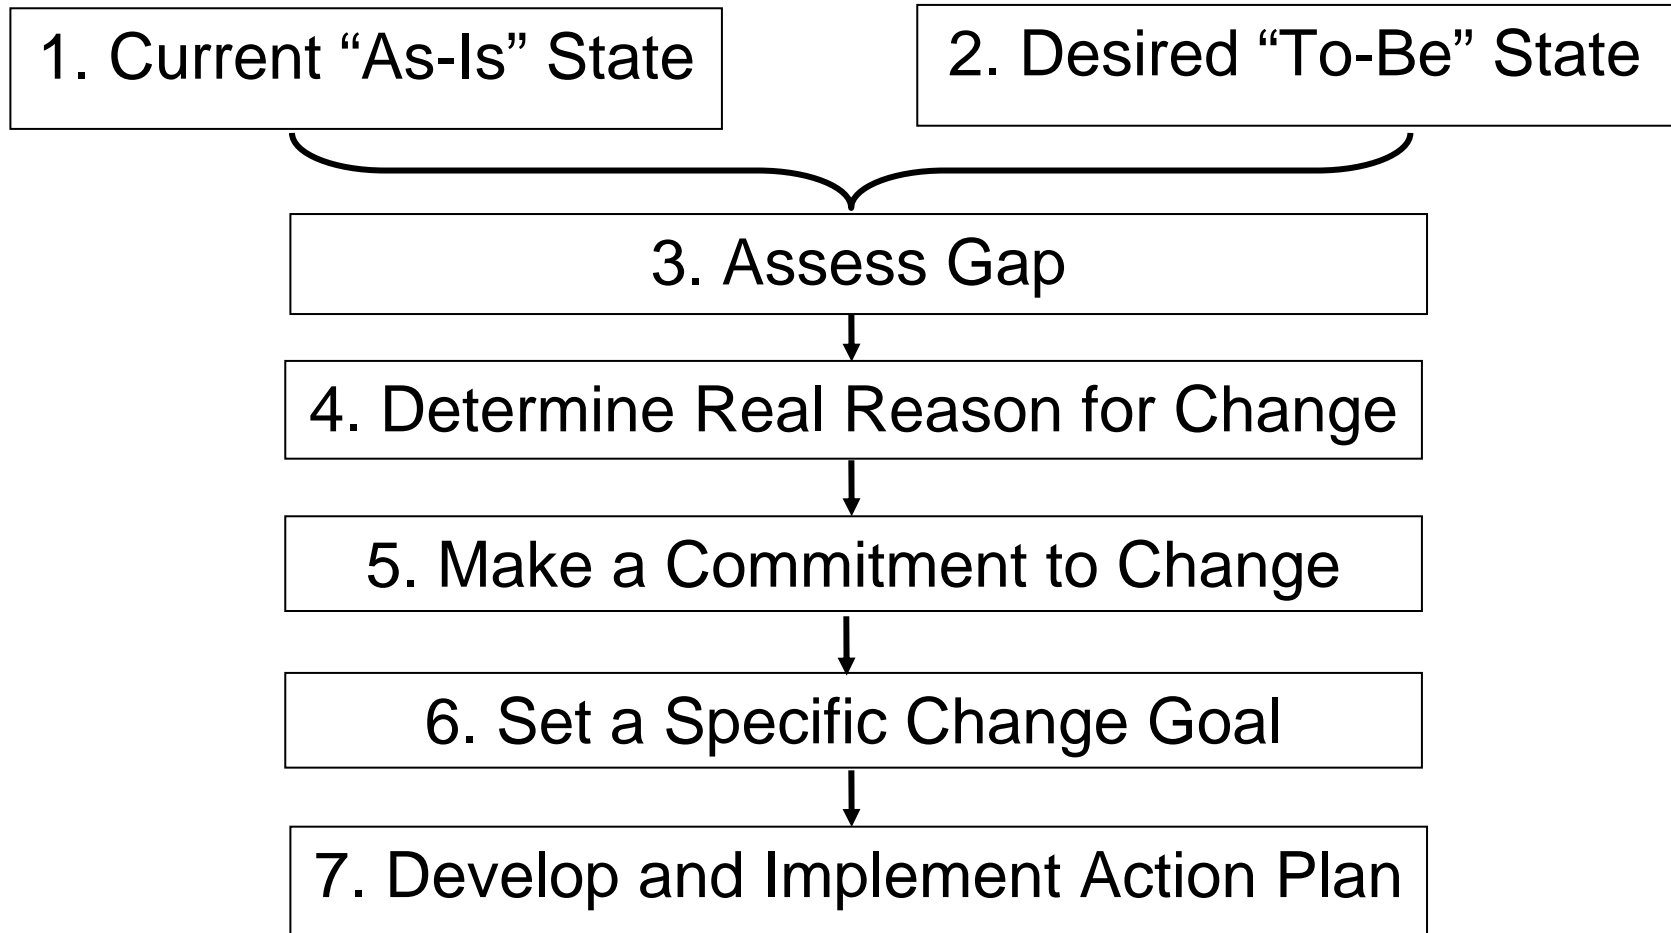 1. Current “As-Is” State
2. Desired “To-Be” State
3. Assess Gap
4. Determine Real Reason for Change
5. Make a Commitment to Change
6. Set a Specific Change Goal
7. Develop and Implement Action Plan